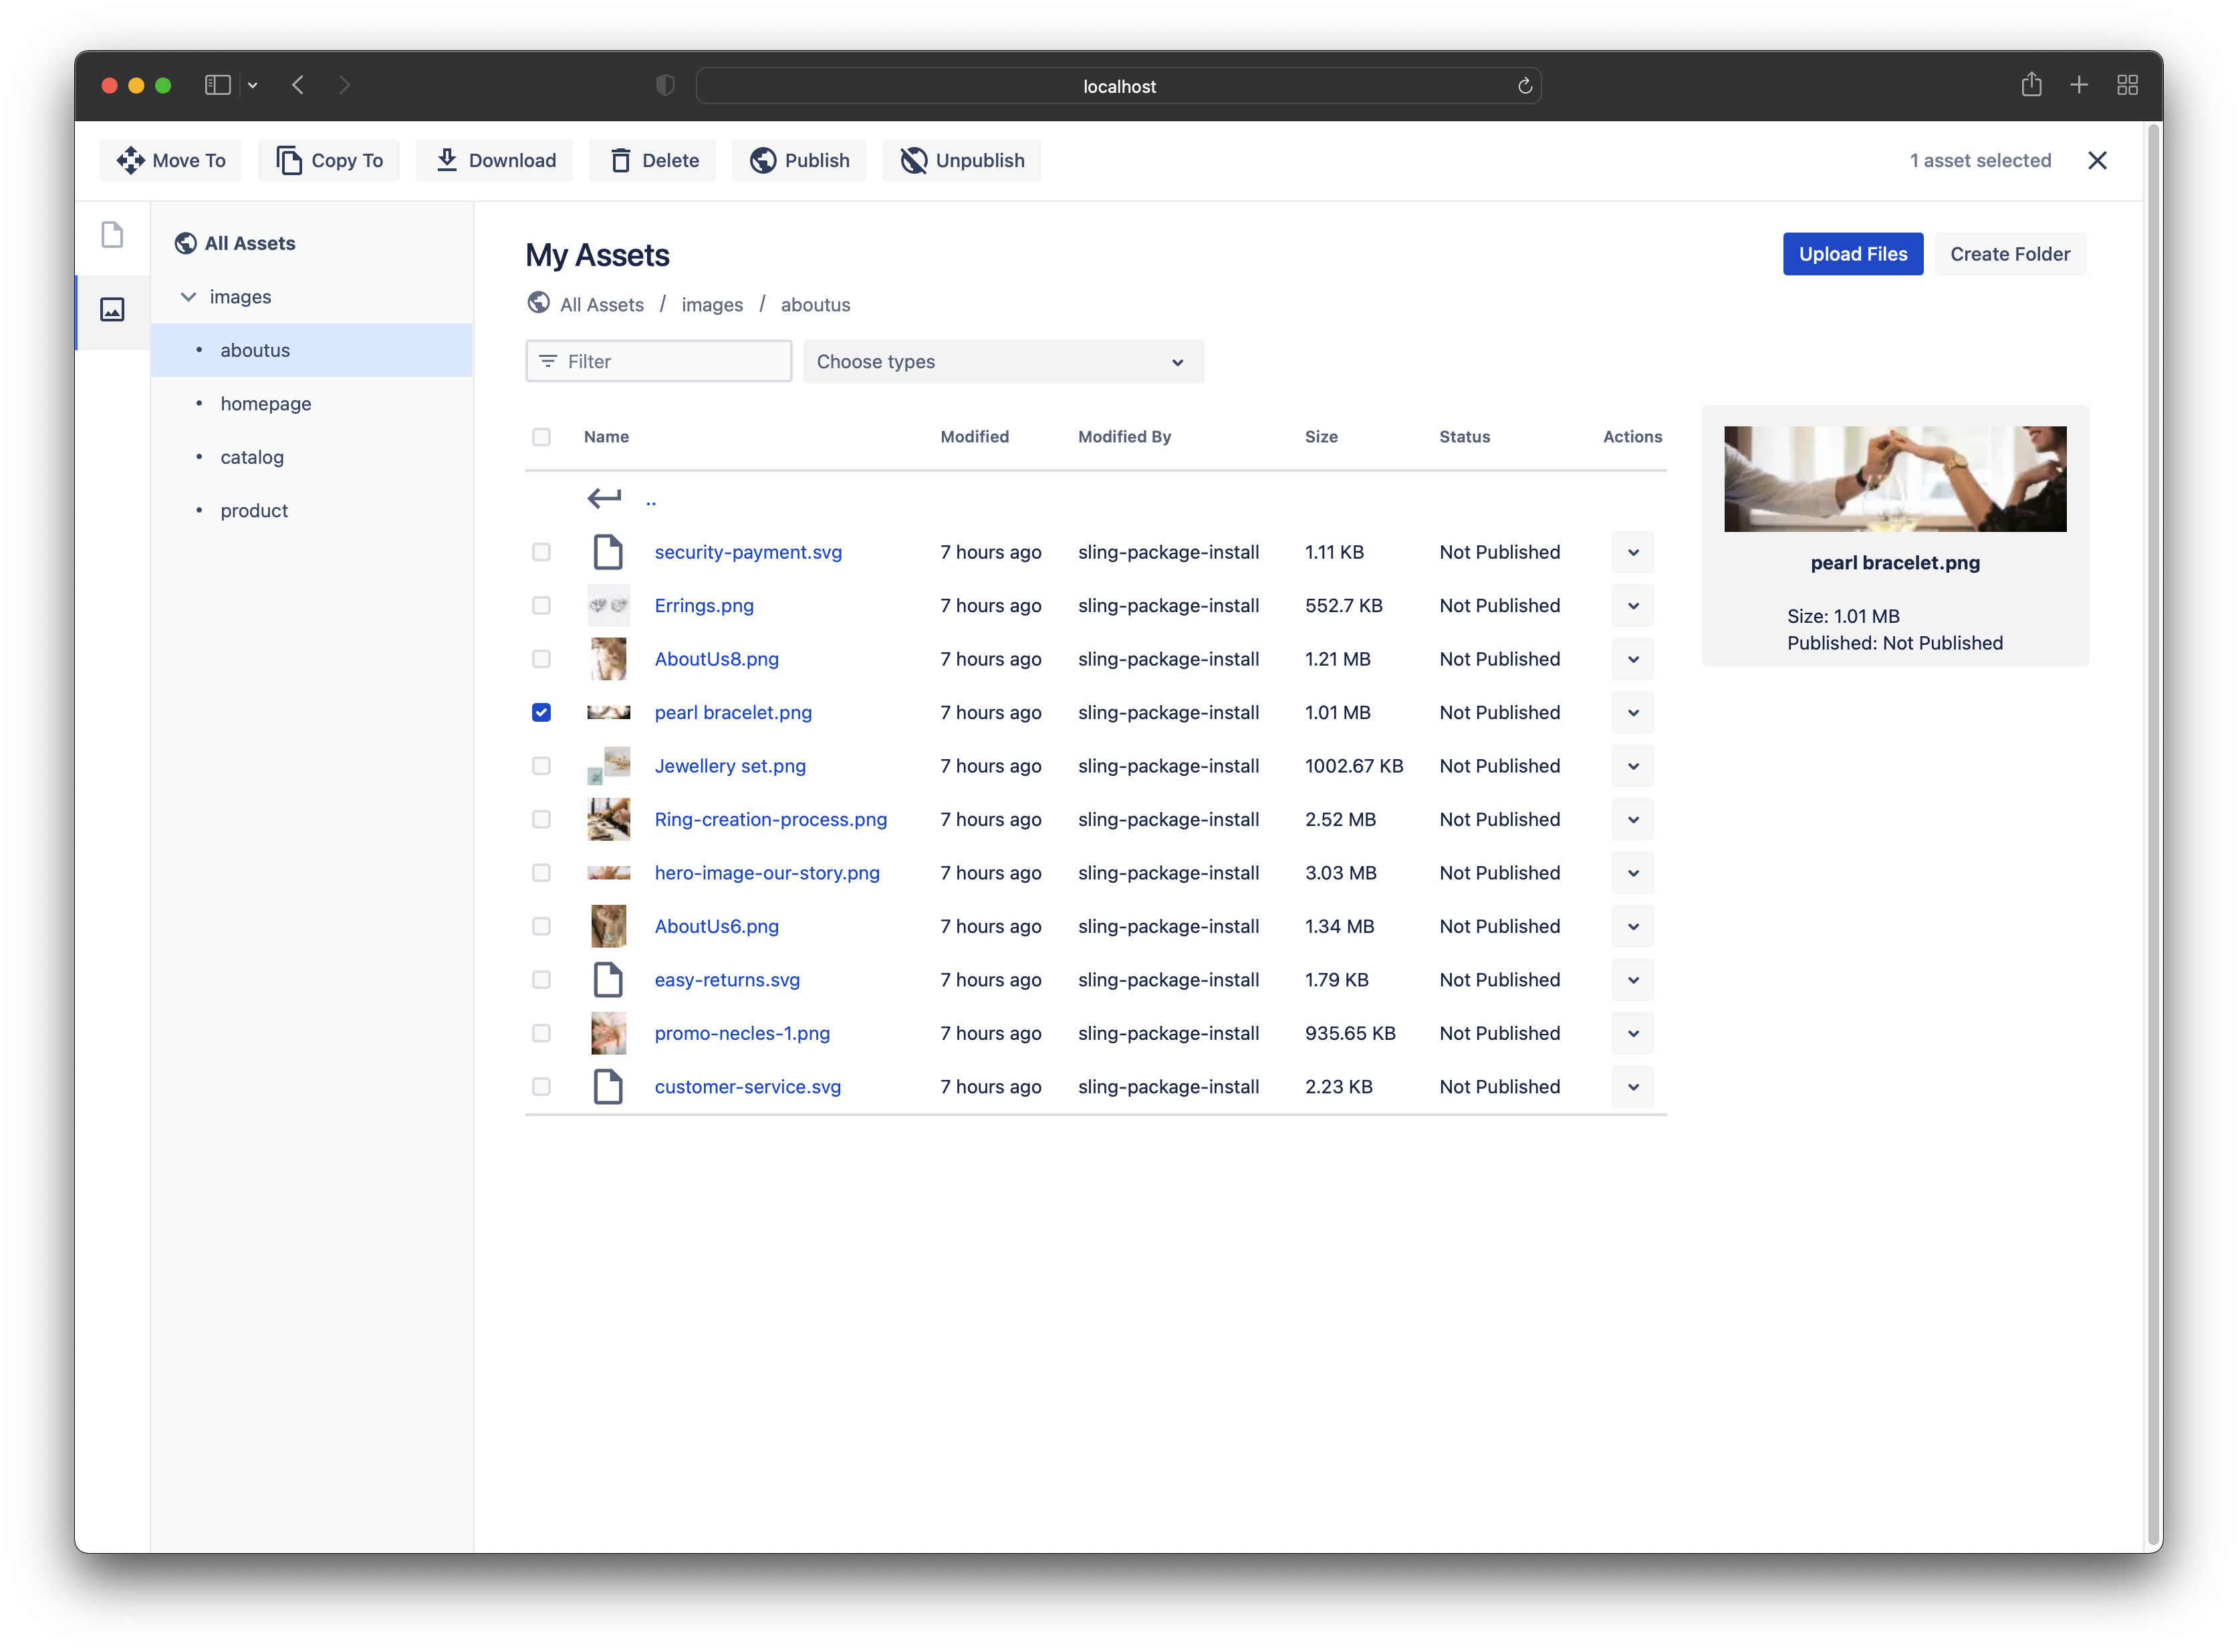 localhost
Move To Copy To Download Delete Publish Unpublish 1 asset selected
All Assets
images
• aboutus
• homepage
• catalog
• product
My Assets
Upload Files Create Folder
All Assets / images / aboutus
Filter Choose types
Name Modified Modified By Size Status Actions
..
security-payment.svg 7 hours ago sling-package-install 1.11 KB Not Published
Errings.png 7 hours ago sling-package-install 552.7 KB Not Published
AboutUs8.png 7 hours ago sling-package-install 1.21 MB Not Published
pearl bracelet.png 7 hours ago sling-package-install 1.01 MB Not Published
Jewellery set.png 7 hours ago sling-package-install 1002.67 KB Not Published
Ring-creation-process.png 7 hours ago sling-package-install 2.52 MB Not Published
hero-image-our-story.png 7 hours ago sling-package-install 3.03 MB Not Published
AboutUs6.png 7 hours ago sling-package-install 1.34 MB Not Published
easy-returns.svg 7 hours ago sling-package-install 1.79 KB Not Published
promo-necles-1.png 7 hours ago sling-package-install 935.65 KB Not Published
customer-service.svg 7 hours ago sling-package-install 2.23 KB Not Published
pearl bracelet.png
Size: 1.01 MB
Published: Not Published